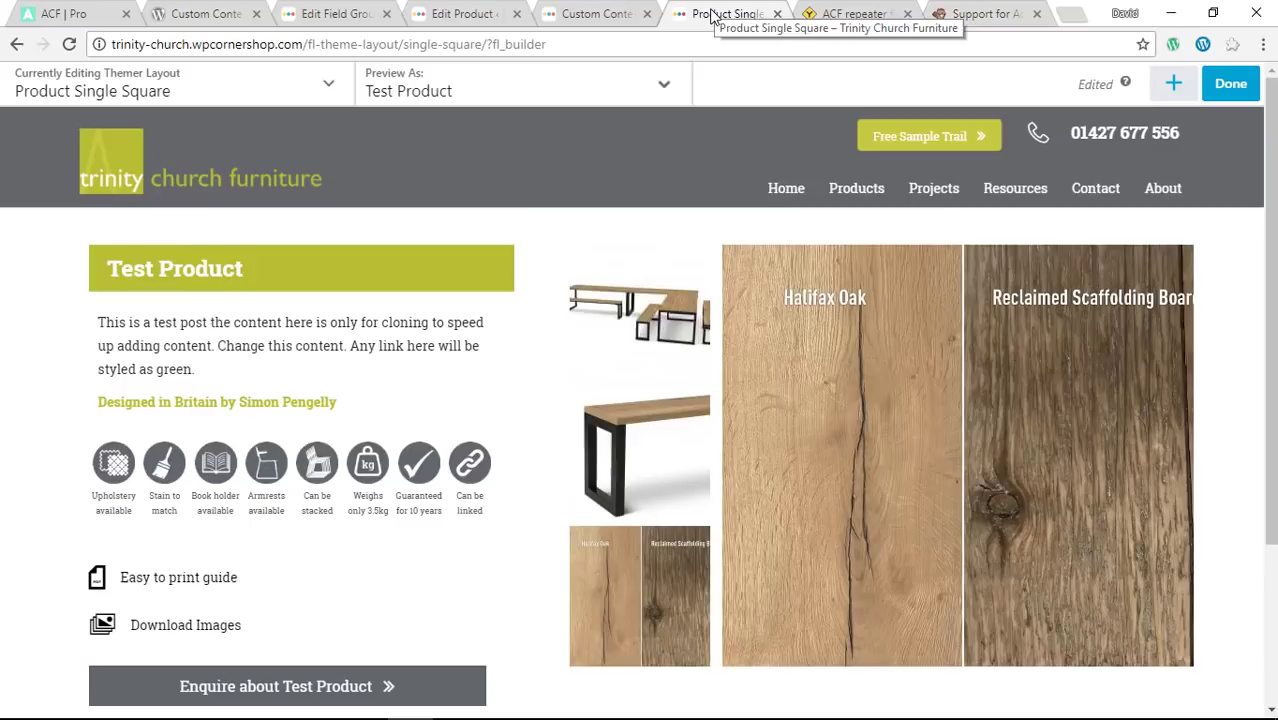 ACF | Pro
Custom Conte
Edit Field Grou
Edit Product ‹
Custom Conte
Product Single
ACF repeater f
Support for Ac
David
Product Single Square – Trinity Church Furniture
trinity-church.wpcornershop.com/fl-theme-layout/single-square/?fl_builder
Currently Editing Themer Layout
Product Single Square
Preview As:
Test Product
Edited
Done
trinity church furniture
Free Sample Trail
01427 677 556
Home
Products
Projects
Resources
Contact
About
Test Product
This is a test post the content here is only for cloning to speed
up adding content. Change this content. Any link here will be
styled as green.
Designed in Britain by Simon Pengelly
kg
Upholstery
available
Stain to
match
Book holder
available
Armrests
available
Can be
stacked
Weighs
only 3.5kg
Guaranteed
for 10 years
Can be
linked
Easy to print guide
Download Images
Enquire about Test Product
Halifax Oak
Reclaimed Scaffolding Bo
Halifax Oak
Reclaimed Scaffolding Boar